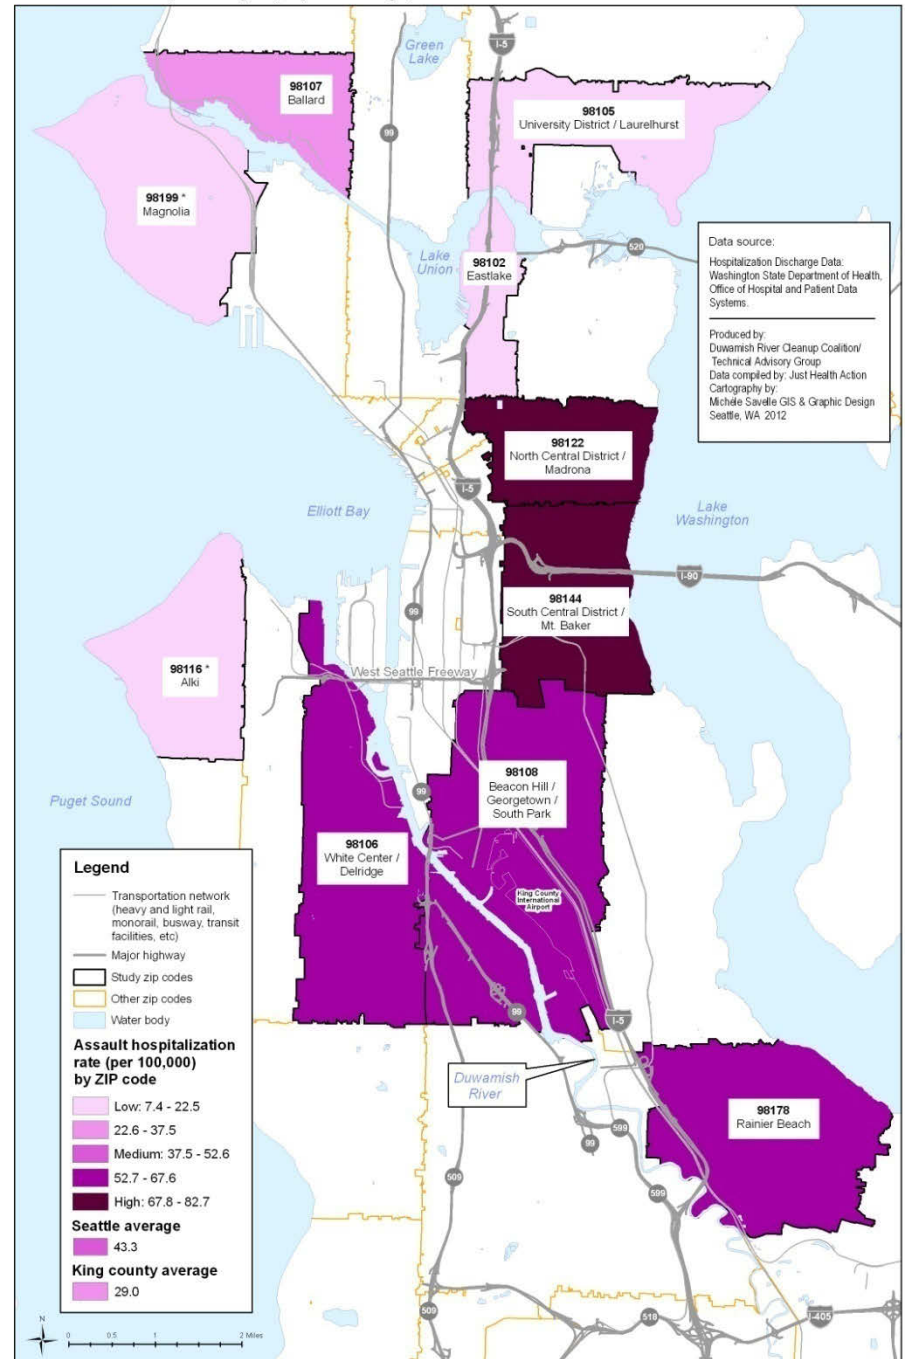 Green
Lake
I-5
98107
Ballard
99
98105
University District / Laurelhurst
98199 *
Magnolia
Lake
Union
98102
Eastlake
520
Data source:
Hospitalization Discharge Data:
Washington State Department of Health,
Office of Hospital and Patient Data
Systems.
Produced by:
Duwamish River Cleanup Coalition/
Technical Advisory Group
Data compiled by: Just Health Action
Cartography by:
Michéle Savelle GIS & Graphic Design
Seattle, WA 2012
98122
North Central District /
Madrona
I-5
Elliott Bay
Lake
Washington
I-90
98144
South Central District /
Mt. Baker
99
98116 *
Alki
West Seattle Freeway
98108
Beacon Hill /
Georgetown /
South Park
Puget Sound
99
98106
White Center /
Delridge
King County
International
Airport
Legend
Transportation network
(heavy and light rail,
monorail, busway, transit
facilities, etc)
Major highway
Study zip codes
Other zip codes
Water body
Assault hospitalization
rate (per 100,000)
by ZIP code
Low: 7.4 - 22.5
22.6 - 37.5
Medium: 37.5 - 52.6
52.7 - 67.6
High: 67.8 - 82.7
Seattle average
43.3
King county average
29.0
99
I-5
Duwamish
River
98178
Rainier Beach
599
99
509
599
509
518
I-405
N
0 0.5 1 2 Miles